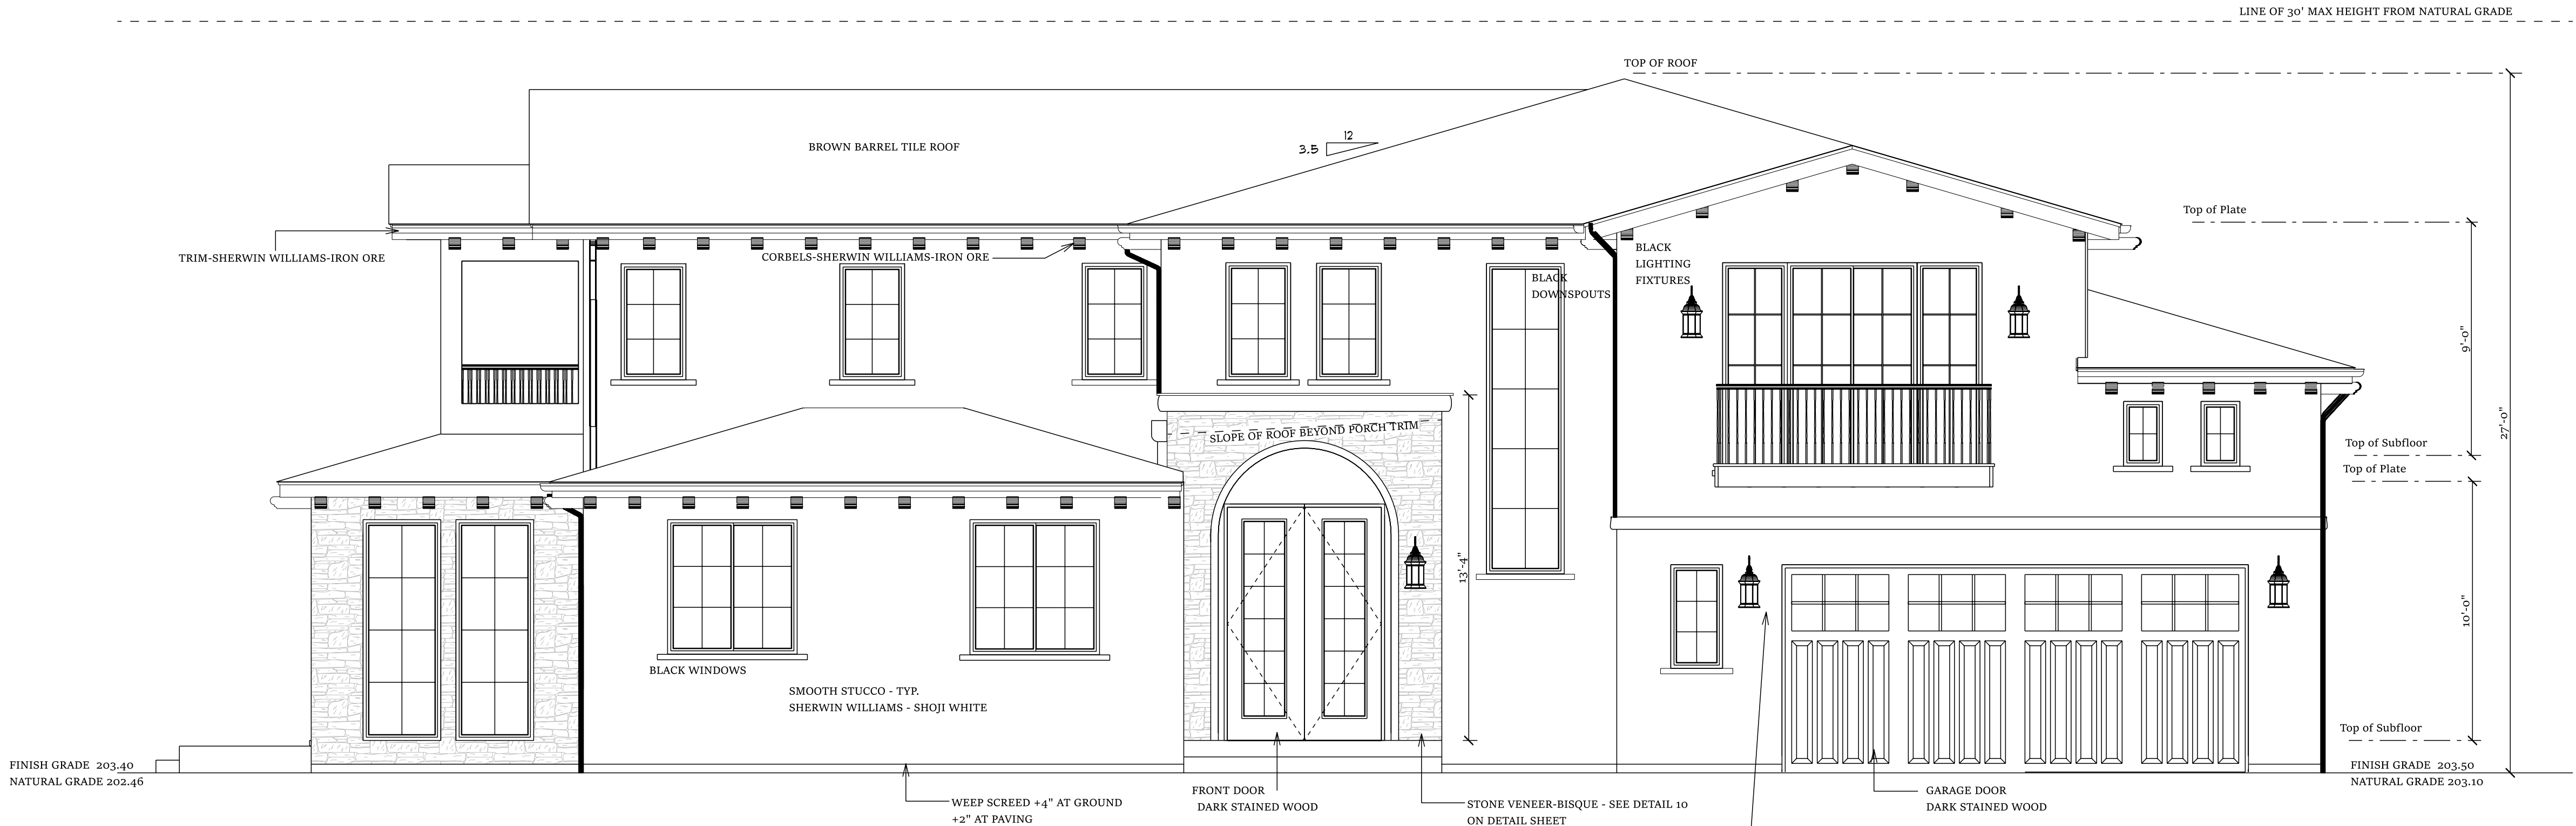 LINE OF 30' MAX HEIGHT FROM NATURAL GRADE
TOP OF ROOF
12
3.5
BROWN BARREL TILE ROOF
Top of Plate
TRIM-SHERWIN WILLIAMS-IRON ORE
CORBELS-SHERWIN WILLIAMS-IRON ORE
BLACK
LIGHTING
FIXTURES
BLACK
DOWNSPOUTS
9'-0"
27'-0"
SLOPE OF ROOF BEYOND PORCH TRIM
Top of Subfloor
Top of Plate
13'-4"
10'-0"
BLACK WINDOWS
SMOOTH STUCCO - TYP.
SHERWIN WILLIAMS - SHOJI WHITE
Top of Subfloor
FINISH GRADE 203.40
NATURAL GRADE 202.46
FINISH GRADE 203.50
NATURAL GRADE 203.10
WEEP SCREED +4" AT GROUND
+2" AT PAVING
FRONT DOOR
DARK STAINED WOOD
STONE VENEER-BISQUE - SEE DETAIL 10
ON DETAIL SHEET
GARAGE DOOR
DARK STAINED WOOD